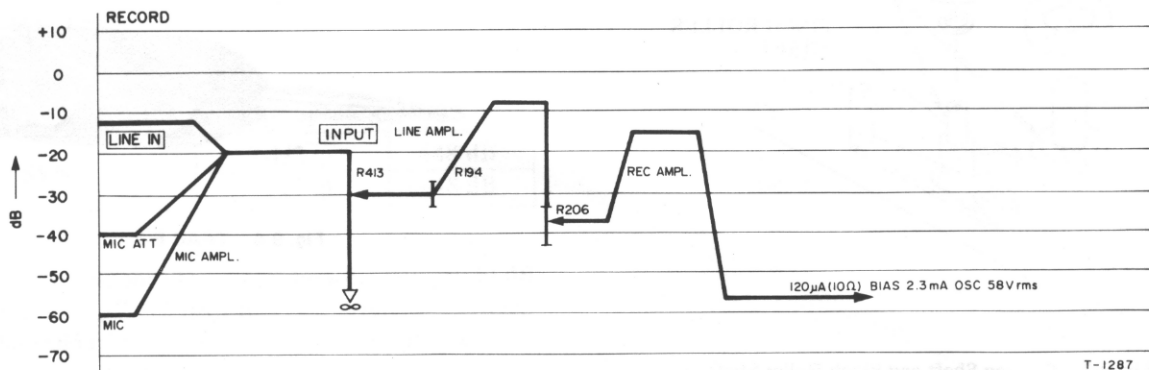 RECORD
+10
0
-10
LINE IN
INPUT
LINE AMPL.
-20
R413
R194
REC AMPL.
-30
R206
dB
-40
MIC ATT
MIC AMPL.
-50
120µA(10Ω) BIAS 2.3mA OSC 58Vrms
∞
-60
MIC
-70
T-1287